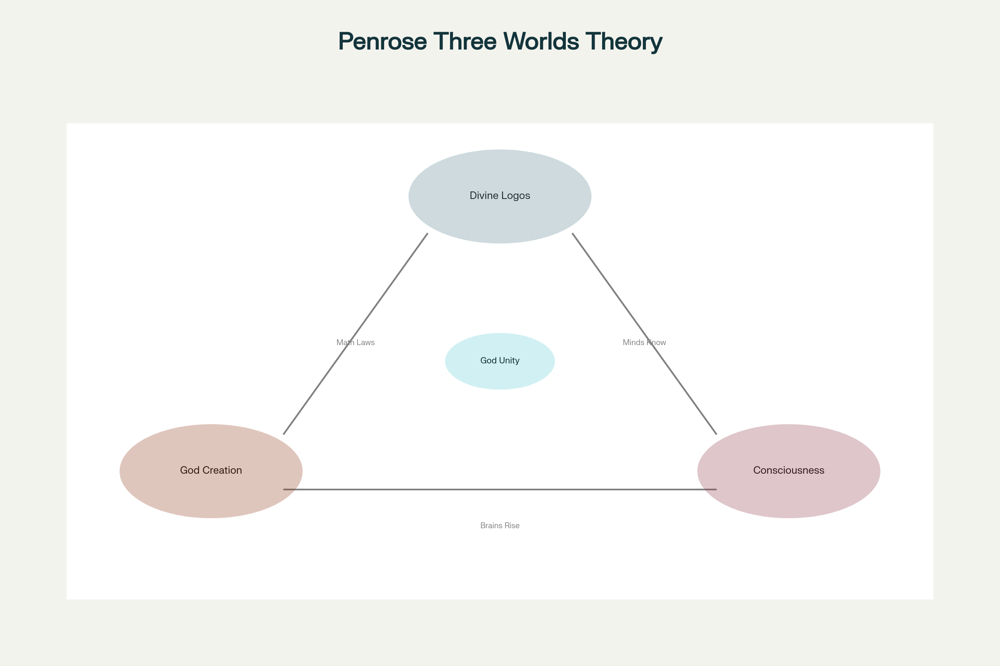 Penrose Three Worlds Theory
Divine Logos
Math Laws
Minds Know
God Unity
God Creation
Consciousness
Brains Rise